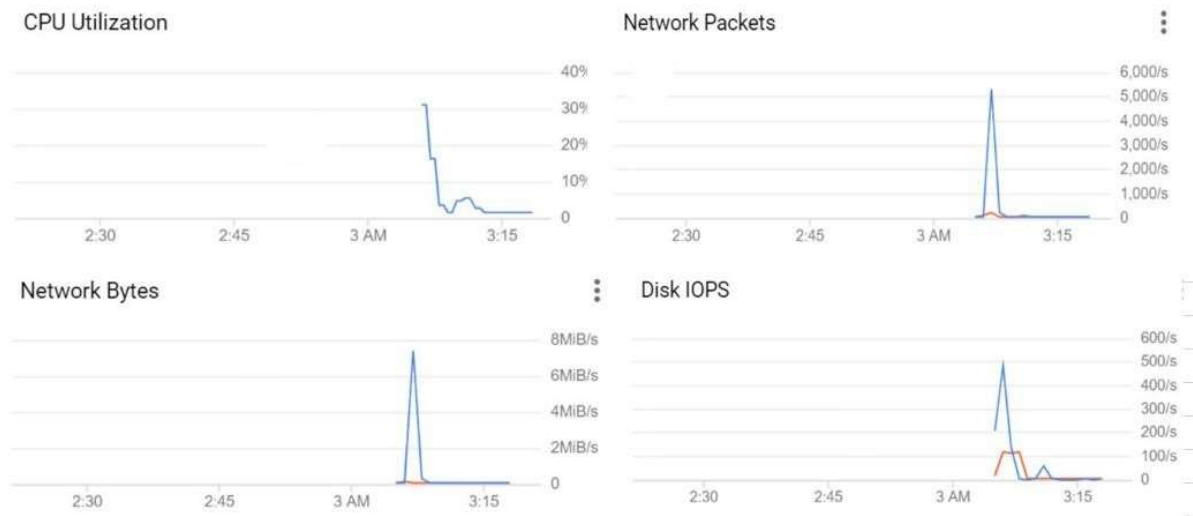 CPU Utilization
40%
30%
20%
10%
0
2:30 2:45 3 AM 3:15
Network Packets
6,000/s
5,000/s
4,000/s
3,000/s
2,000/s
1,000/s
0
2:30 2:45 3 AM 3:15
Network Bytes
8MiB/s
6MiB/s
4MiB/s
2MiB/s
0
2:30 2:45 3 AM 3:15
Disk IOPS
600/s
500/s
400/s
300/s
200/s
100/s
0
2:30 2:45 3 AM 3:15